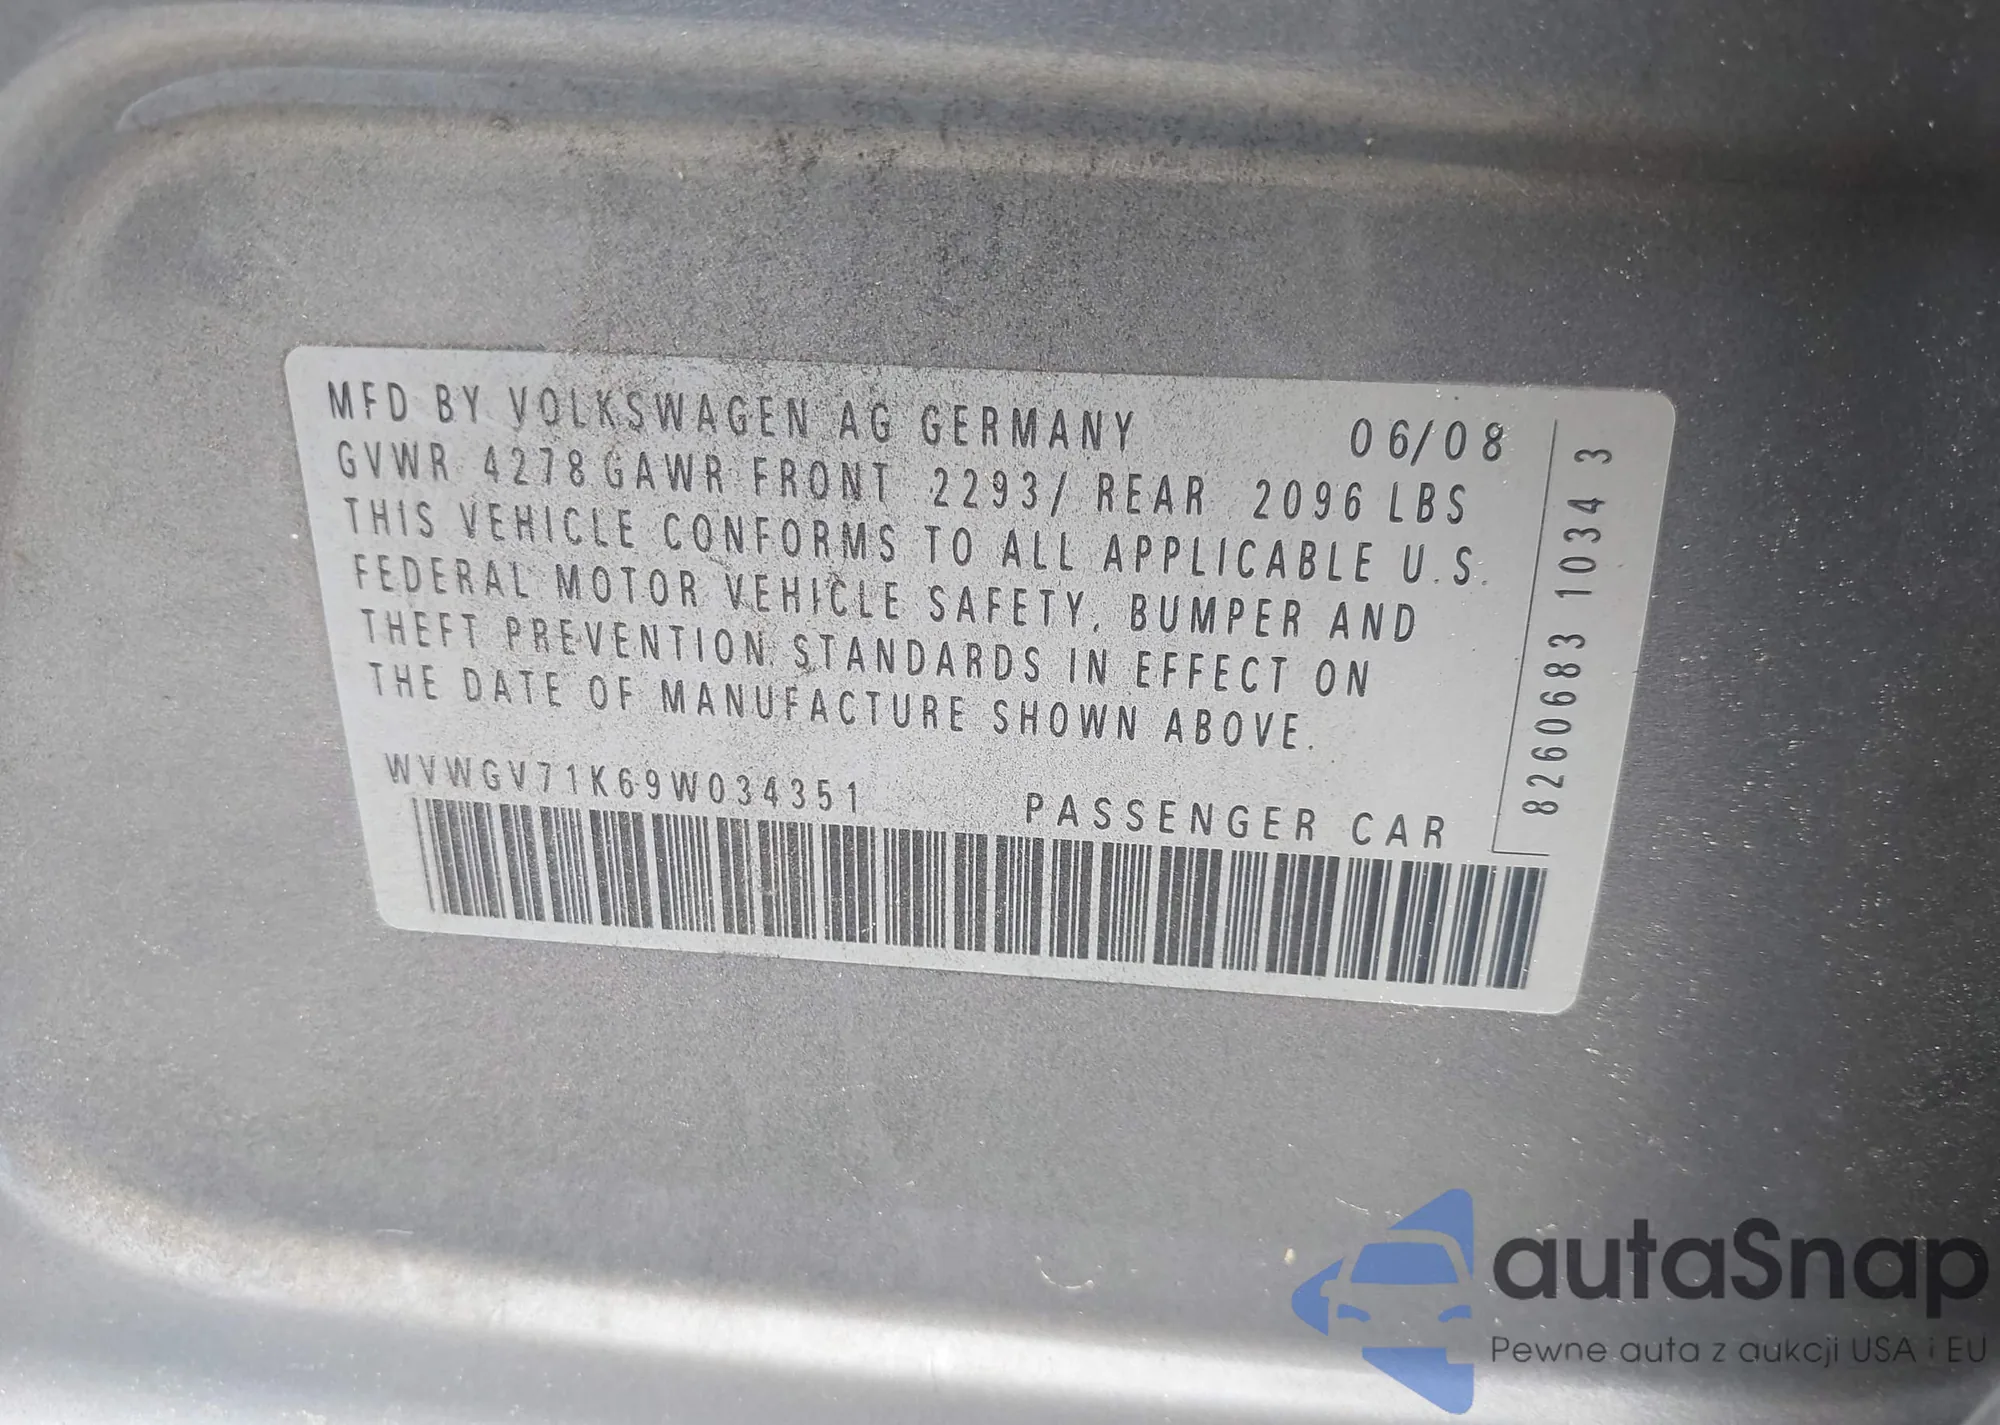 MFD BY VOLKSWAGEN AG GERMANY 06/08
GVWR 4278 GAWR FRONT 2293/ REAR 2096 LBS
THIS VEHICLE CONFORMS TO ALL APPLICABLE U.S.
FEDERAL MOTOR VEHICLE SAFETY, BUMPER AND
THEFT PREVENTION STANDARDS IN EFFECT ON
THE DATE OF MANUFACTURE SHOWN ABOVE.
WVWGV71K69W034351 PASSENGER CAR
8260683 1034 3
autaSnap
Pewne auta z aukcji USA i EU